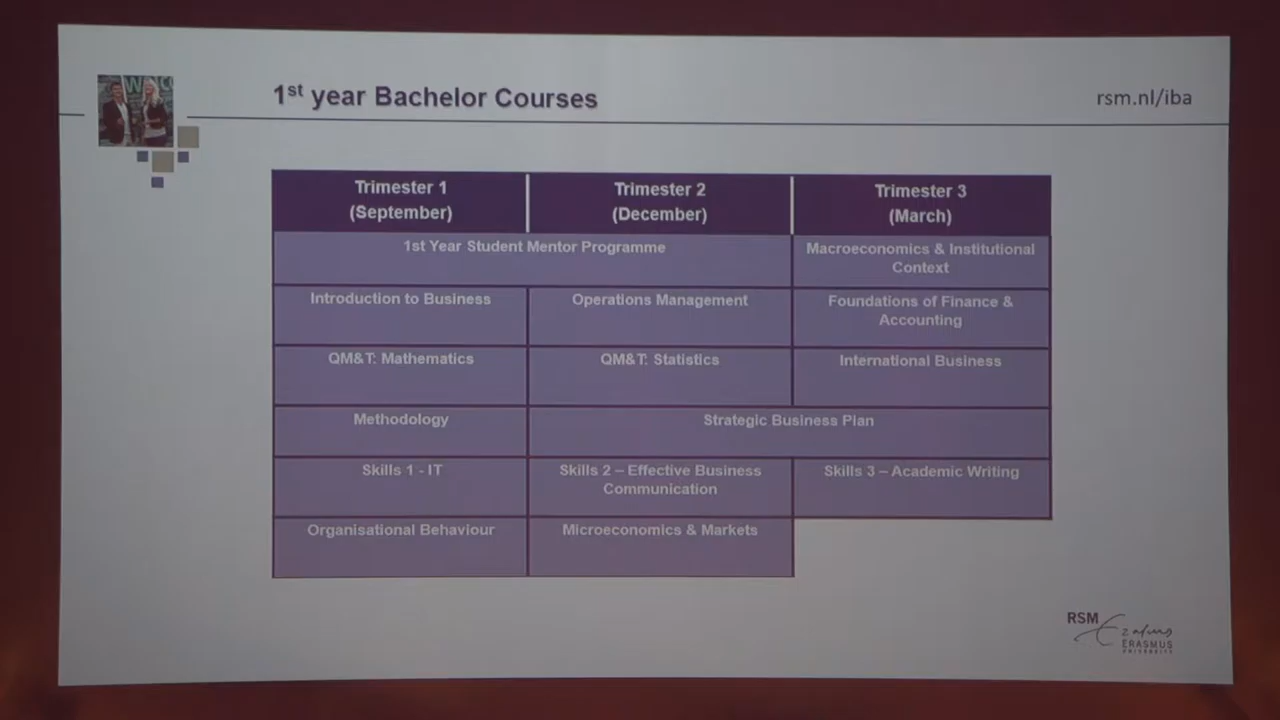 1st year Bachelor Courses
rsm.nl/iba
Trimester 1
(September)
Trimester 2
(December)
Trimester 3
(March)
1st Year Student Mentor Programme
Macroeconomics & Institutional
Context
Introduction to Business
Operations Management
Foundations of Finance &
Accounting
QM&T: Mathematics
QM&T: Statistics
International Business
Methodology
Strategic Business Plan
Skills 1 - IT
Skills 2 – Effective Business
Communication
Skills 3 – Academic Writing
Organisational Behaviour
Microeconomics & Markets
RSM
Erasmus
ERASMUS
UNIVERSITY